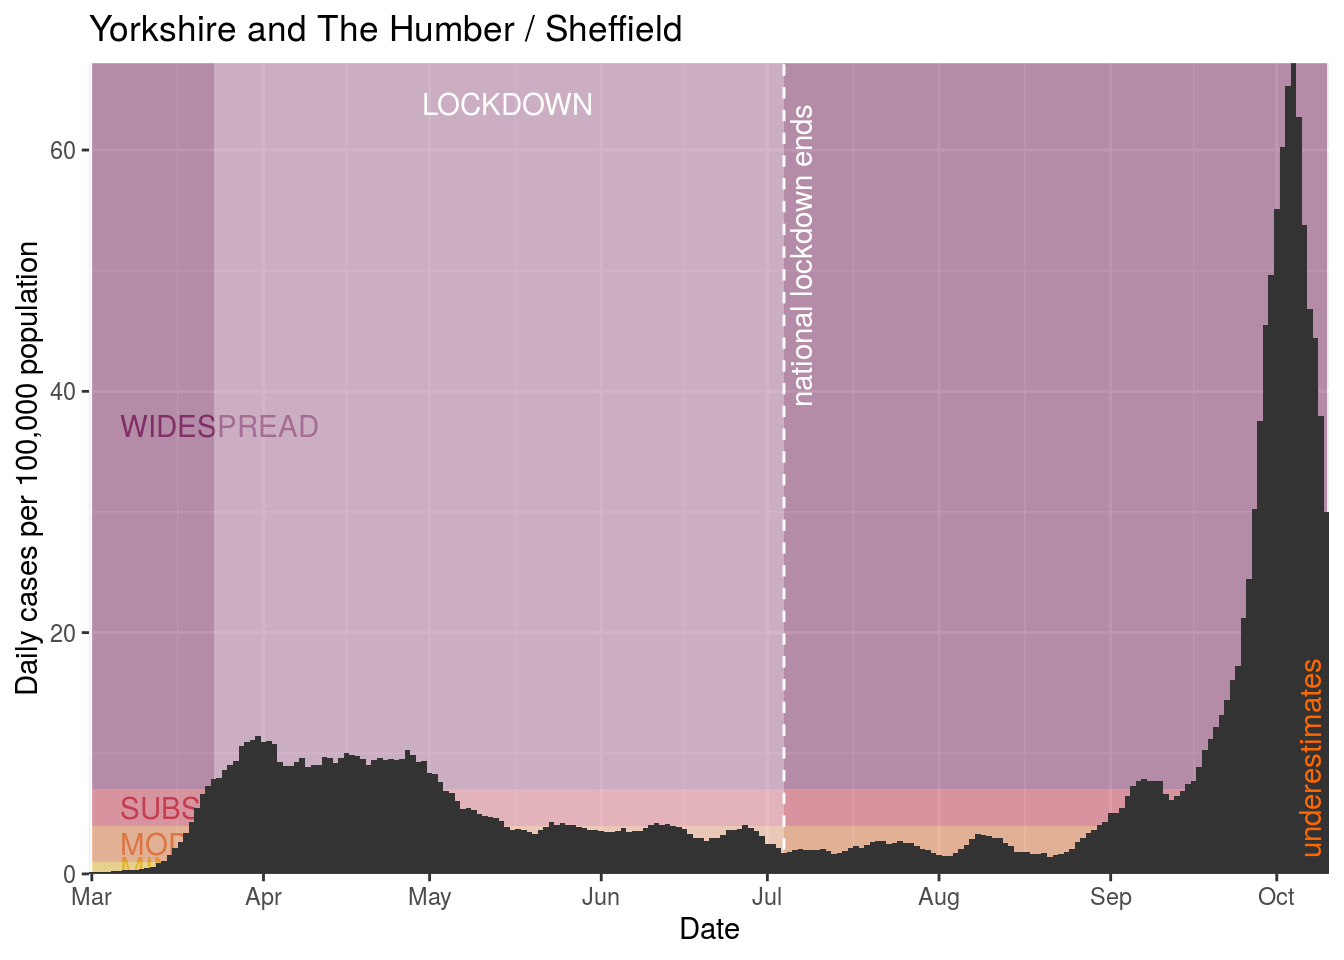 Yorkshire and The Humber / Sheffield
LOCKDOWN
national lockdown ends
WIDESPREAD
SUBS
underestimates
Daily cases per 100,000 population
60
40
20
0
Mar
Apr
May
Jun
Jul
Aug
Sep
Oct
Date